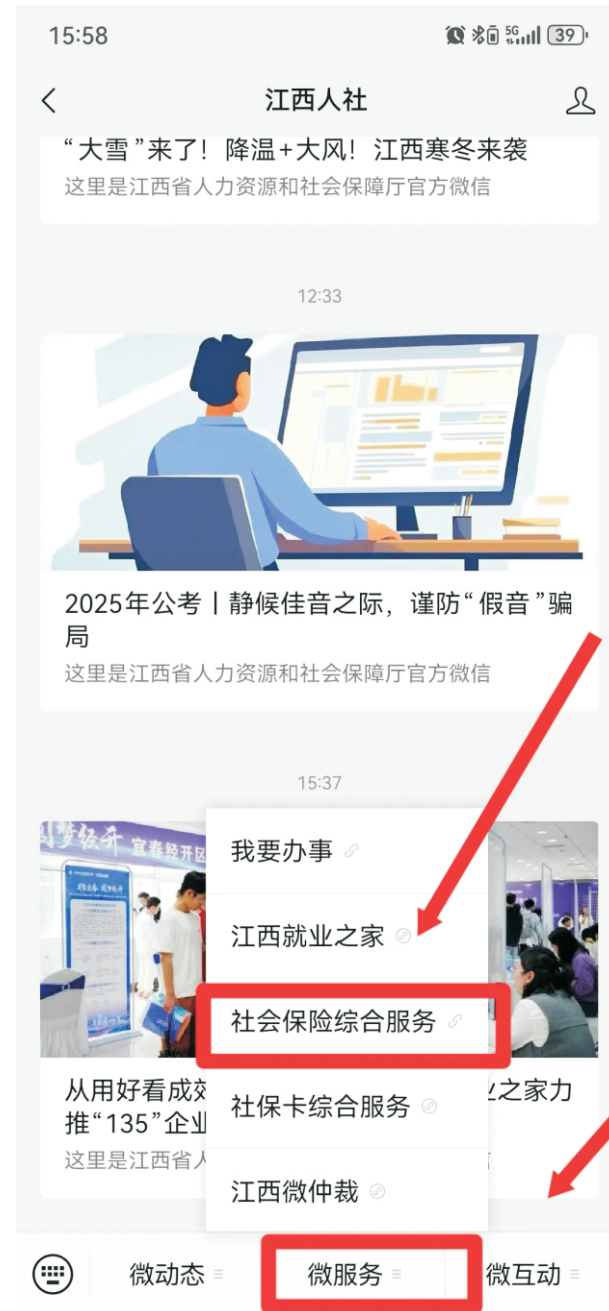 15:58
5G 39
江西人社
“大雪”来了！降温+大风！江西寒冬来袭
这里是江西省人力资源和社会保障厅官方微信
12:33
2025年公考丨静候佳音之际，谨防“假音”骗
局
这里是江西省人力资源和社会保障厅官方微信
15:37
宜春经开区
我要办事
江西就业之家
社会保险综合服务
社保卡综合服务
江西微仲裁
从用好看成效
业之家力
推“135”企业
这里是江西省人
微动态
微服务
微互动